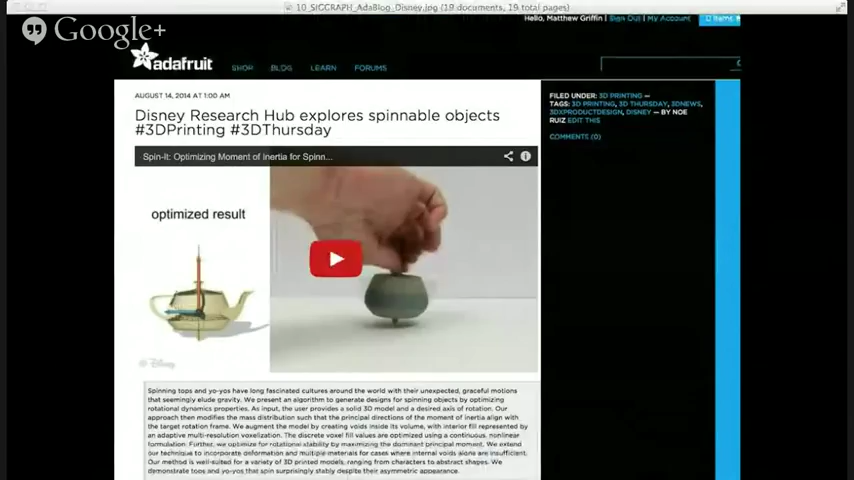 10_SIGGRAPH_AdaBlog_Disney.jpg (19 documents, 19 total pages)
Google+
Hello, Matthew Griffin | Sign Out | My Account
0 Items
adafruit
SHOP BLOG LEARN FORUMS
AUGUST 14, 2014 AT 1:00 AM
Disney Research Hub explores spinnable objects
#3DPrinting #3DThursday
Spin-It: Optimizing Moment of Inertia for Spinn...
optimized result
© Disney
Spinning tops and yo-yos have long fascinated cultures around the world with their unexpected, graceful motions
that seemingly elude gravity. We present an algorithm to generate designs for spinning objects by optimizing
rotational dynamics properties. As input, the user provides a solid 3D model and a desired axis of rotation. Our
approach then modifies the mass distribution such that the principal directions of the moment of inertia align with
the target rotation frame. We augment the model by creating voids inside its volume, with interior fill represented by
an adaptive multi-resolution voxelization. The discrete voxel fill values are optimized using a continuous, nonlinear
formulation. Further, we optimize for rotational stability by maximizing the dominant principal moment. We extend
our technique to incorporate deformation and multiple materials for cases where internal voids alone are insufficient.
Our method is well-suited for a variety of 3D printed models, ranging from characters to abstract shapes. We
demonstrate tops and yo-yos that spin surprisingly stably despite their asymmetric appearance.
FILED UNDER: 3D PRINTING —
TAGS: 3D PRINTING, 3D THURSDAY, 3DNEWS,
3DXPRODUCTDESIGN, DISNEY — BY NOE
RUIZ EDIT THIS
COMMENTS (0)